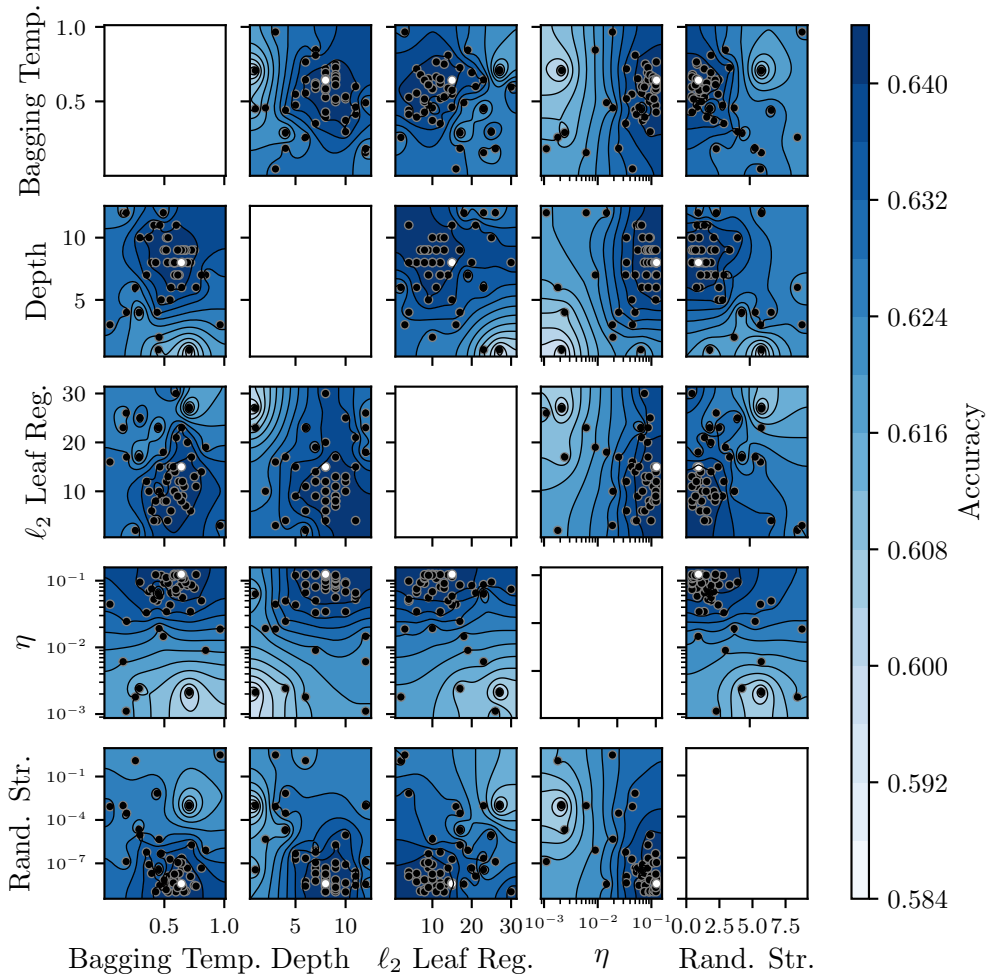 Bagging Temp.
1.0
0.5
Depth
10
5
ℓ₂ Leaf Reg.
30
20
10
η
10⁻¹
10⁻²
10⁻³
Rand. Str.
10⁻¹
10⁻⁴
10⁻⁷
0.5 1.0
5 10
10 20 30
10⁻³ 10⁻² 10⁻¹
0.0 2.5 5.0 7.5
Bagging Temp. Depth ℓ₂ Leaf Reg. η Rand. Str.
0.640
0.632
0.624
0.616
0.608
0.600
0.592
0.584
Accuracy